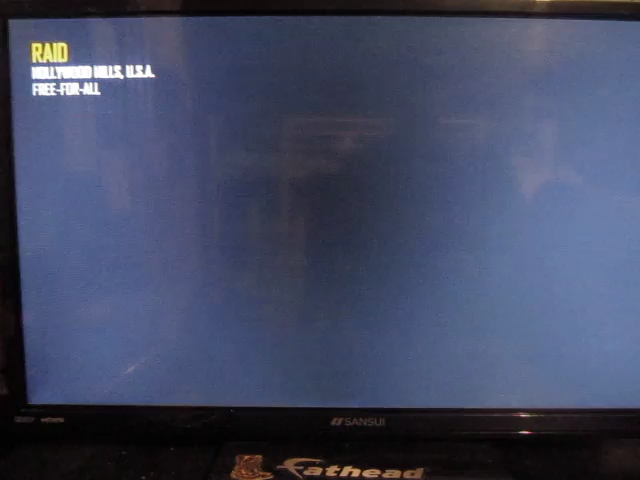 RAID
HOLLYWOOD HILLS, U.S.A.
FREE-FOR-ALL
SANSUI
Fathead